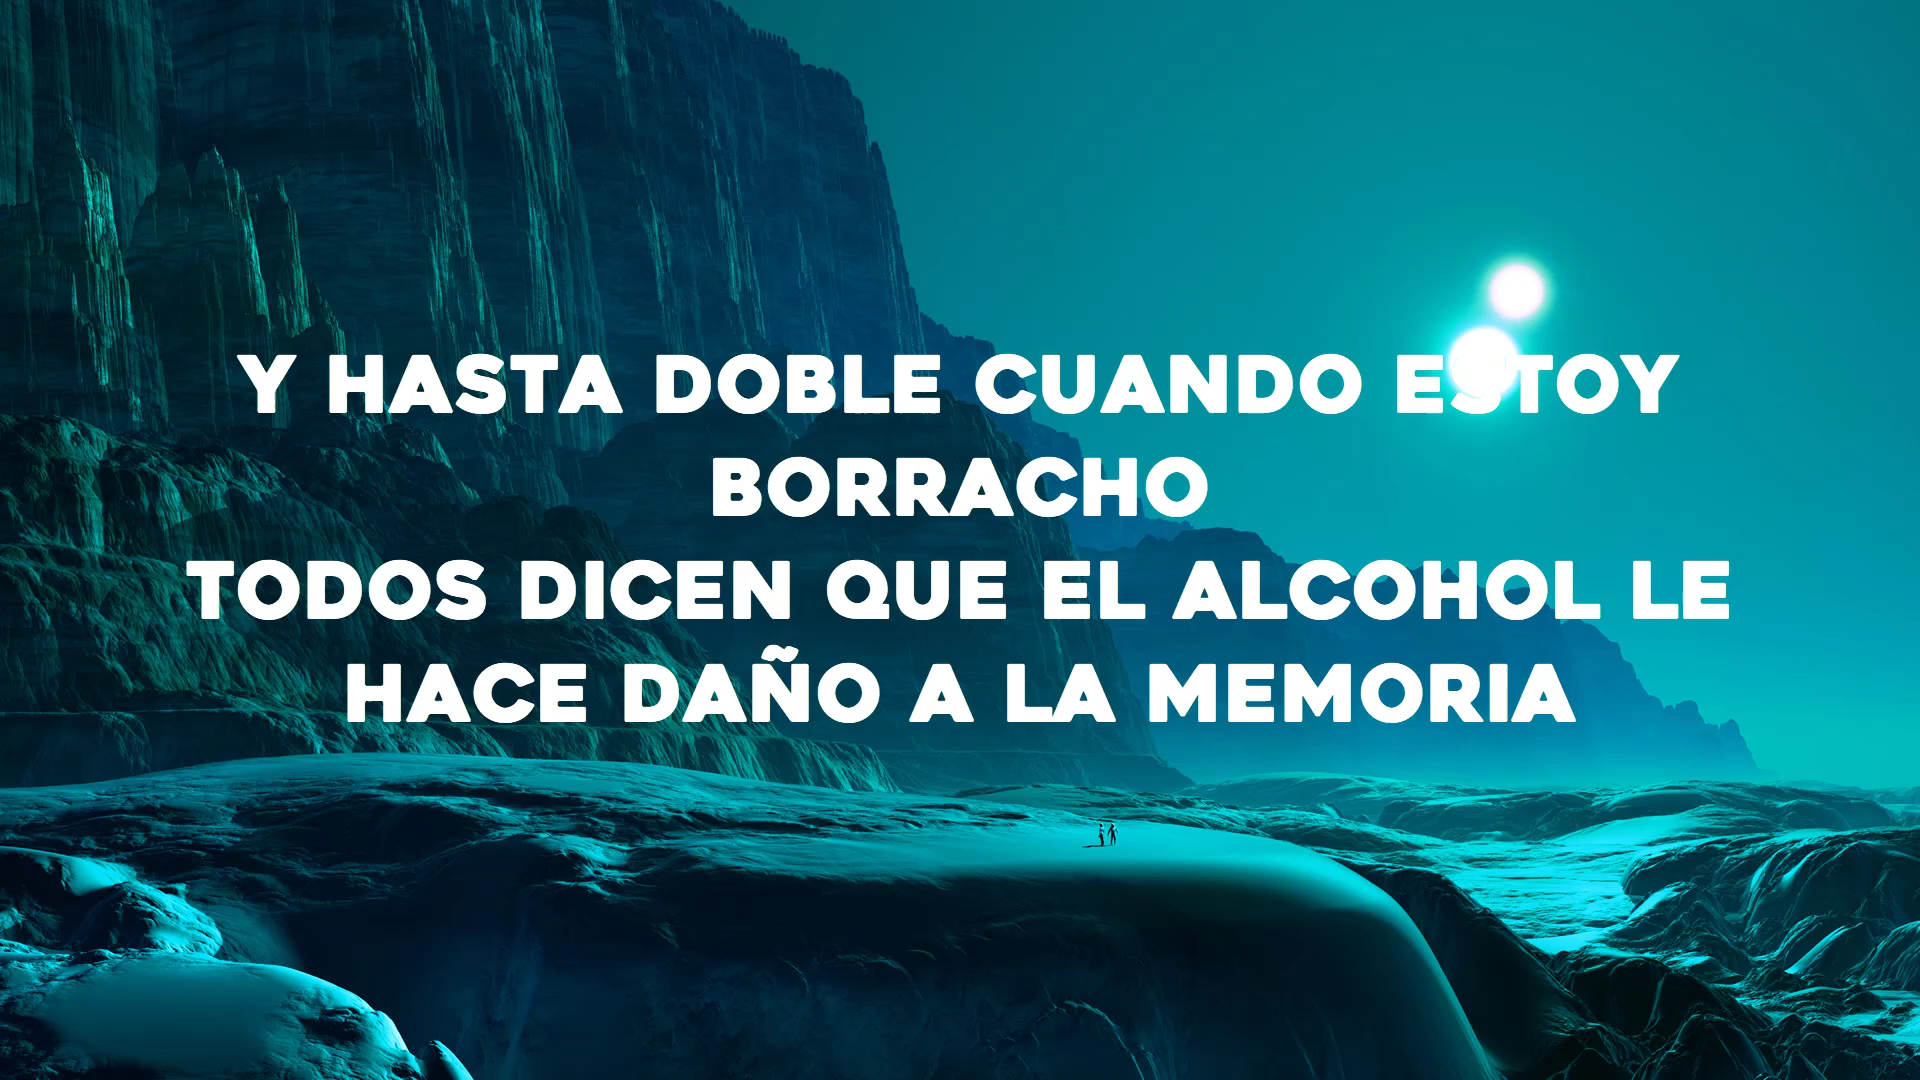 Y HASTA DOBLE CUANDO ESTOY
BORRACHO
TODOS DICEN QUE EL ALCOHOL LE
HACE DAÑO A LA MEMORIA